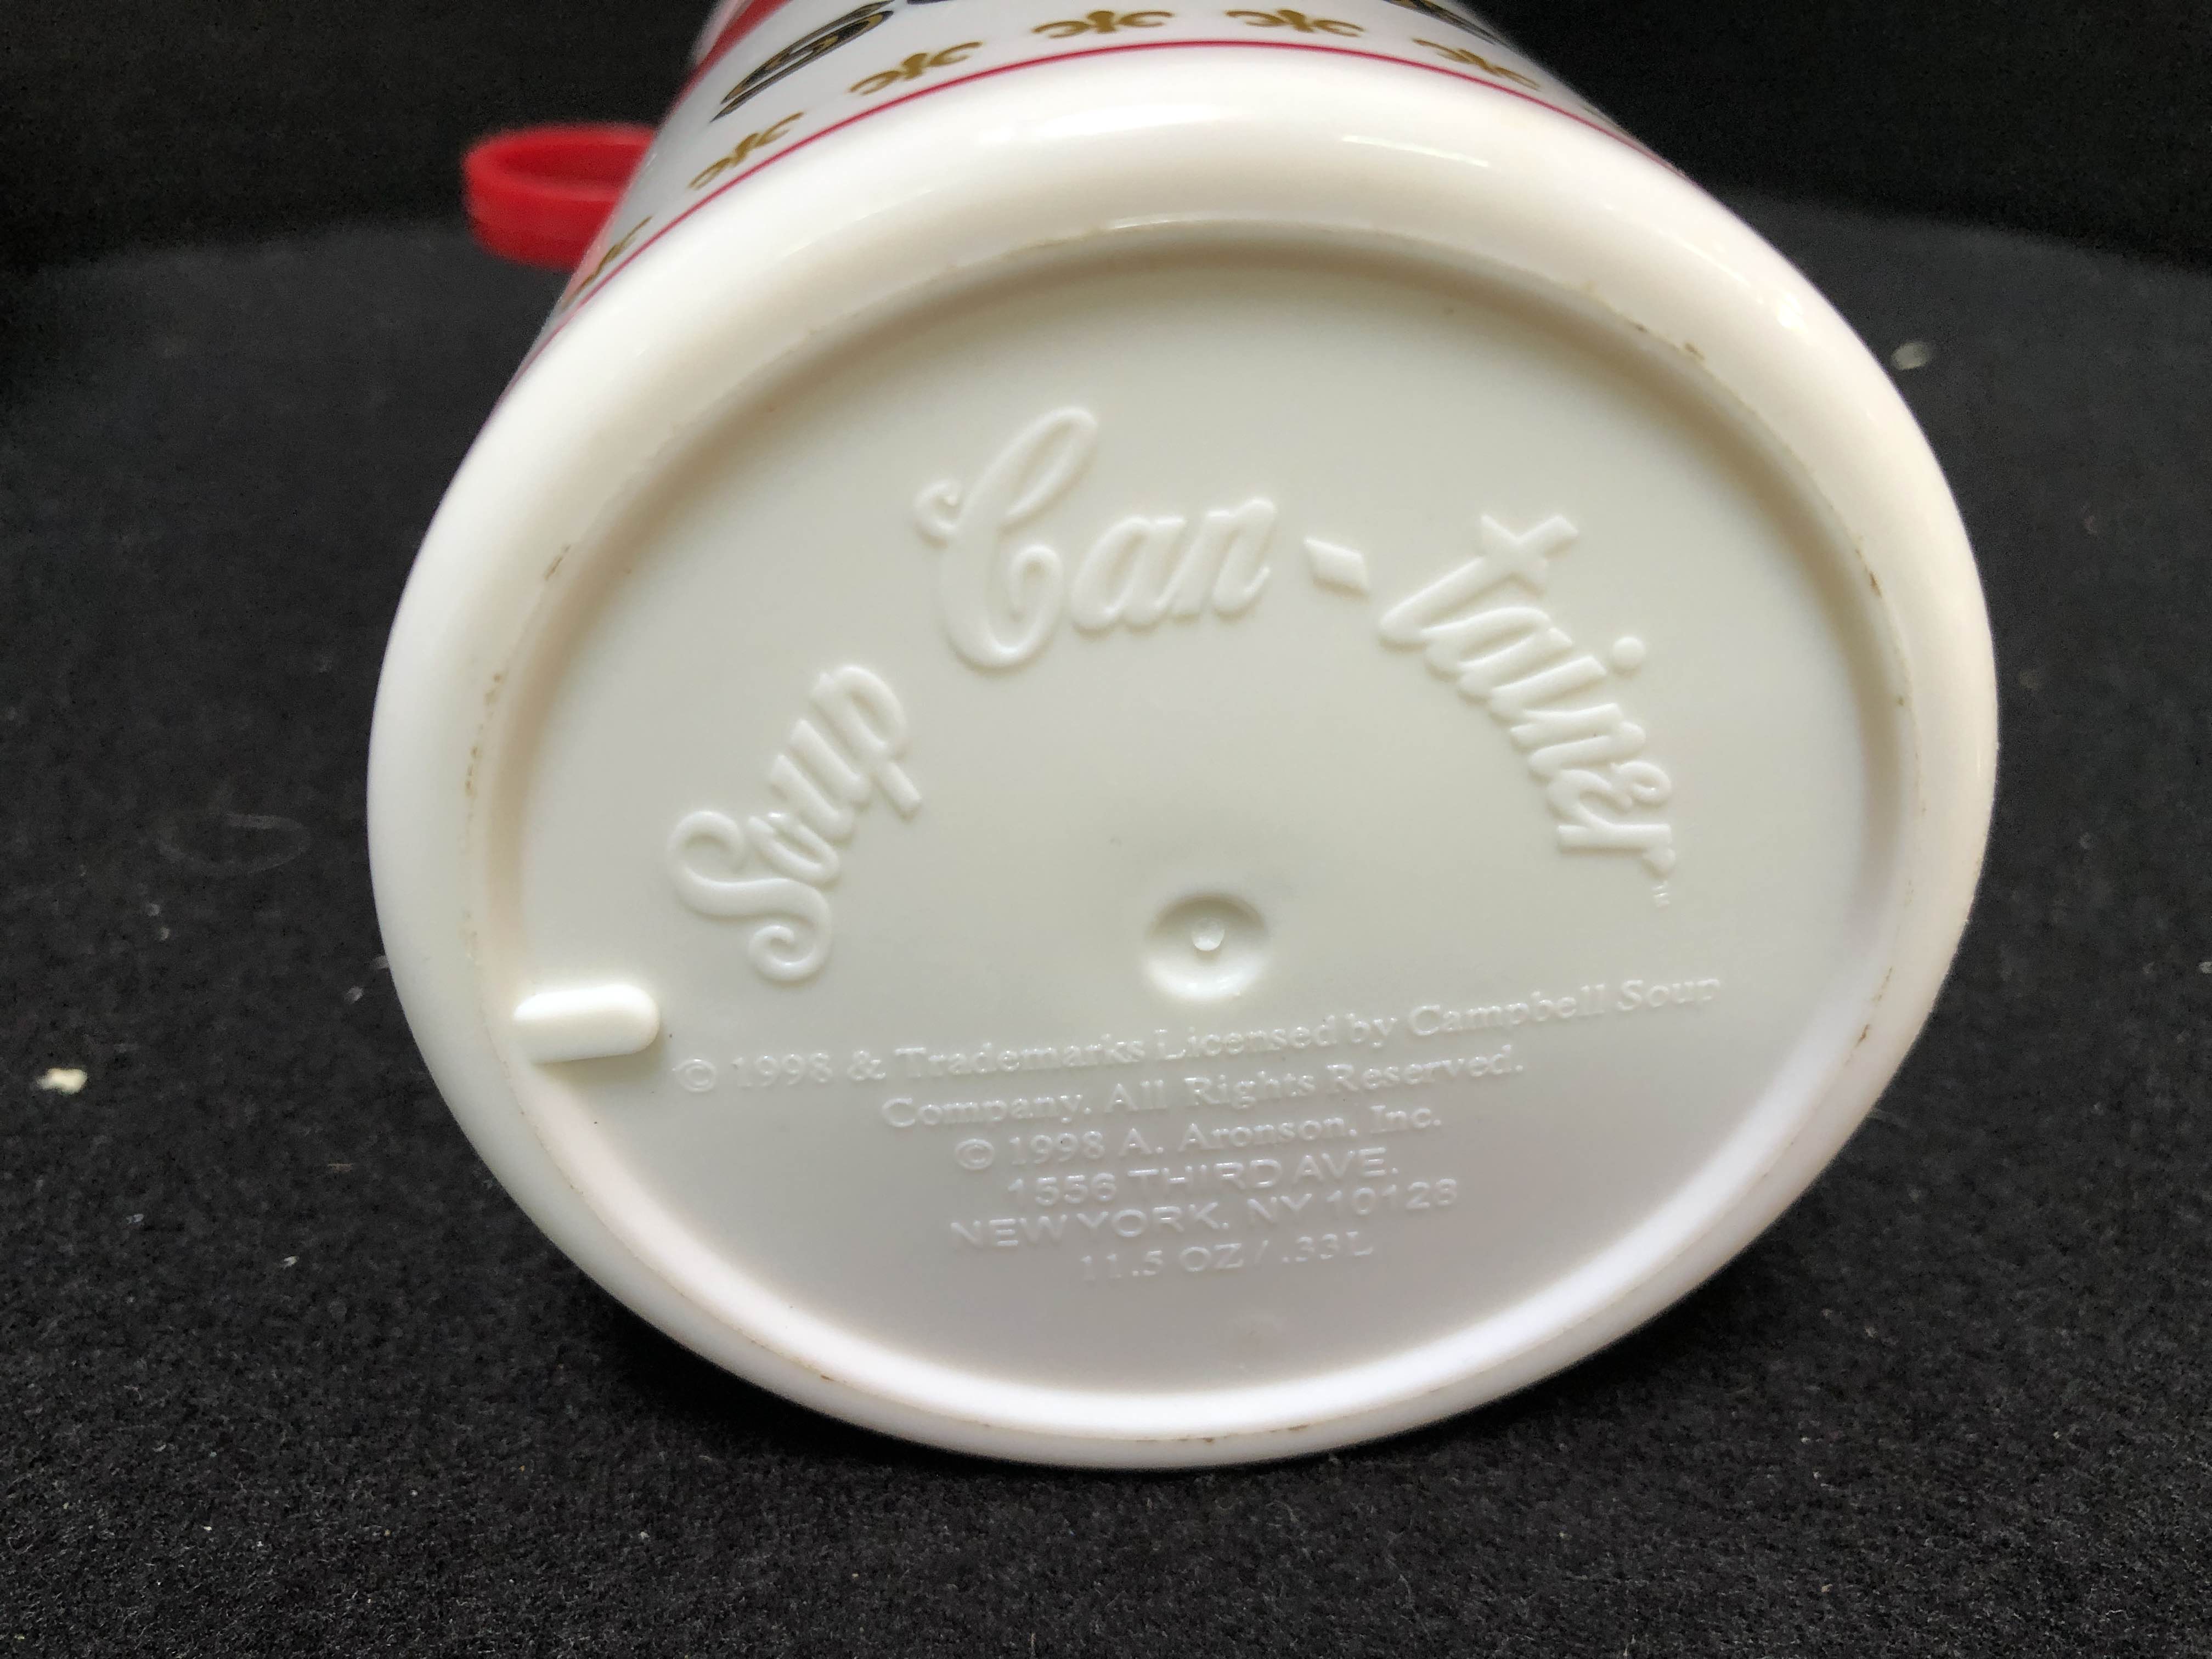 Soup Can-tainer™
© 1998 & Trademarks Licensed by Campbell Soup
Company. All Rights Reserved.
© 1998 A. Aronson, Inc.
1556 THIRD AVE.
NEW YORK, NY 10128
11.5 OZ / .33L